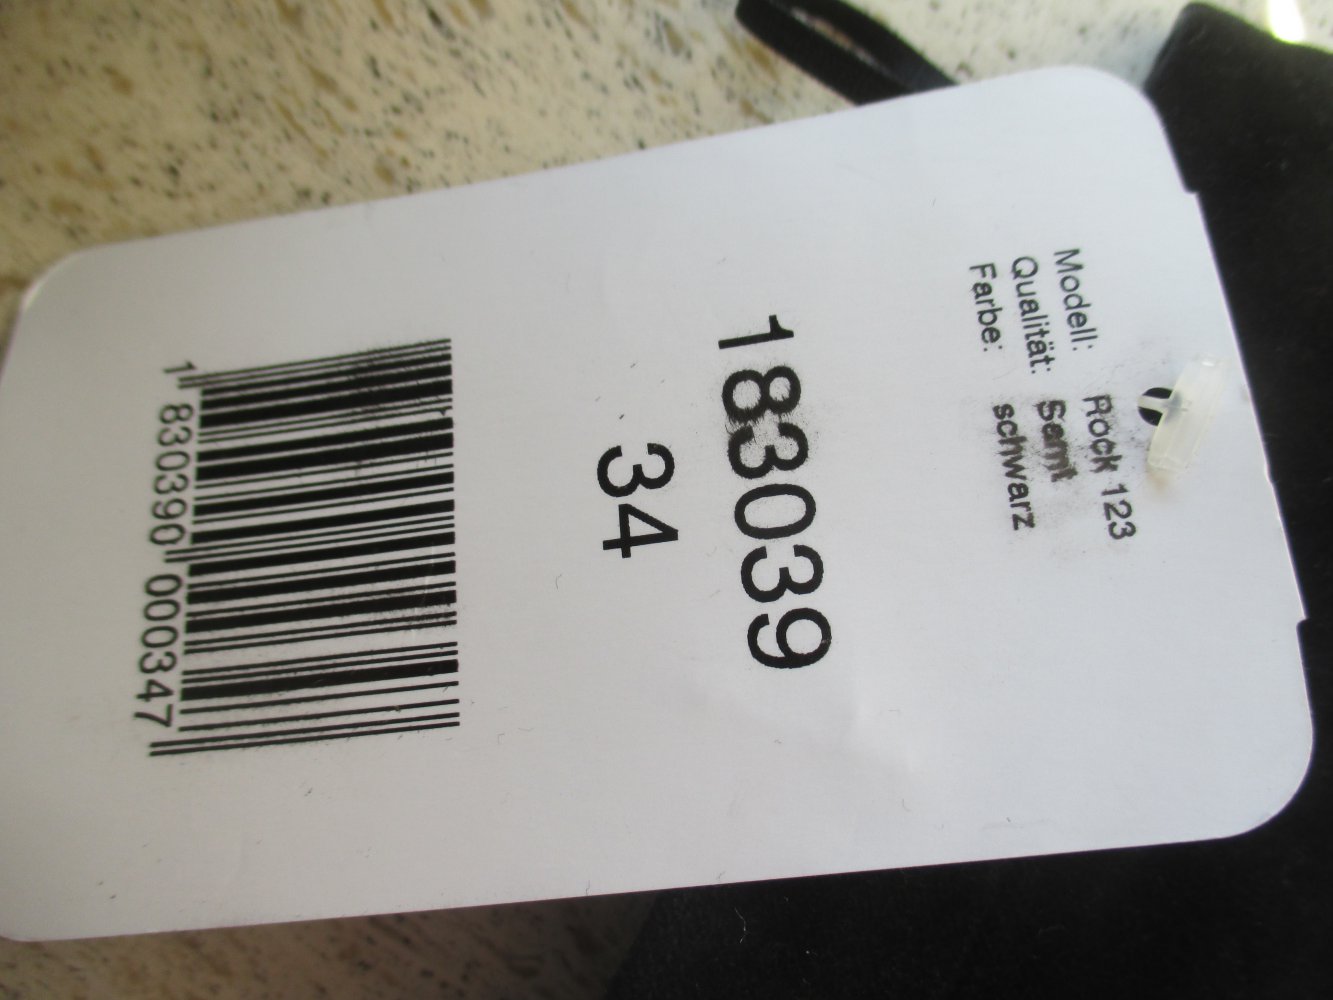 Modell: Rock 123
Qualität: Samt
Farbe: schwarz
183039
34
1 830390 000347